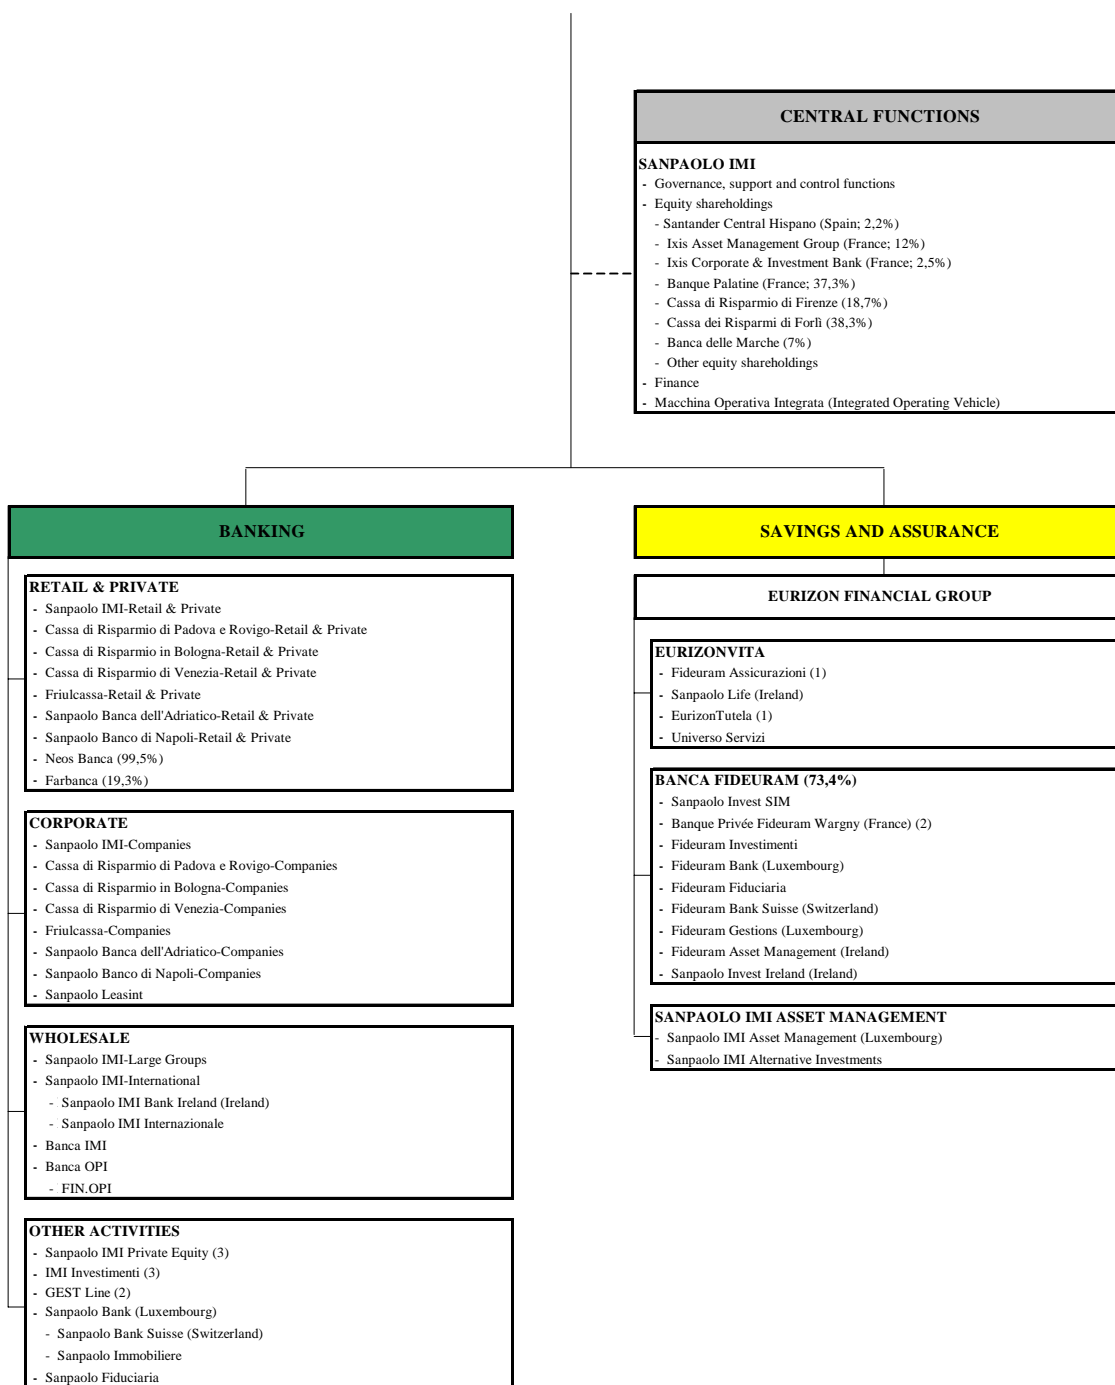 CENTRAL FUNCTIONS
SANPAOLO IMI
- Governance, support and control functions
- Equity shareholdings
- Santander Central Hispano (Spain; 2,2%)
- Ixis Asset Management Group (France; 12%)
- Ixis Corporate & Investment Bank (France; 2,5%)
- Banque Palatine (France; 37,3%)
- Cassa di Risparmio di Firenze (18,7%)
- Cassa dei Risparmi di Forlì (38,3%)
- Banca delle Marche (7%)
- Other equity shareholdings
- Finance
- Macchina Operativa Integrata (Integrated Operating Vehicle)
BANKING
RETAIL & PRIVATE
- Sanpaolo IMI-Retail & Private
- Cassa di Risparmio di Padova e Rovigo-Retail & Private
- Cassa di Risparmio in Bologna-Retail & Private
- Cassa di Risparmio di Venezia-Retail & Private
- Friulcassa-Retail & Private
- Sanpaolo Banca dell'Adriatico-Retail & Private
- Sanpaolo Banco di Napoli-Retail & Private
- Neos Banca (99,5%)
- Farbanca (19,3%)
CORPORATE
- Sanpaolo IMI-Companies
- Cassa di Risparmio di Padova e Rovigo-Companies
- Cassa di Risparmio in Bologna-Companies
- Cassa di Risparmio di Venezia-Companies
- Friulcassa-Companies
- Sanpaolo Banca dell'Adriatico-Companies
- Sanpaolo Banco di Napoli-Companies
- Sanpaolo Leasint
WHOLESALE
- Sanpaolo IMI-Large Groups
- Sanpaolo IMI-International
- Sanpaolo IMI Bank Ireland (Ireland)
- Sanpaolo IMI Internazionale
- Banca IMI
- Banca OPI
- FIN.OPI
OTHER ACTIVITIES
- Sanpaolo IMI Private Equity (3)
- IMI Investimenti (3)
- GEST Line (2)
- Sanpaolo Bank (Luxembourg)
- Sanpaolo Bank Suisse (Switzerland)
- Sanpaolo Immobiliere
- Sanpaolo Fiduciaria
SAVINGS AND ASSURANCE
EURIZON FINANCIAL GROUP
EURIZONVITA
- Fideuram Assicurazioni (1)
- Sanpaolo Life (Ireland)
- EurizonTutela (1)
- Universo Servizi
BANCA FIDEURAM (73,4%)
- Sanpaolo Invest SIM
- Banque Privée Fideuram Wargny (France) (2)
- Fideuram Investimenti
- Fideuram Bank (Luxembourg)
- Fideuram Fiduciaria
- Fideuram Bank Suisse (Switzerland)
- Fideuram Gestions (Luxembourg)
- Fideuram Asset Management (Ireland)
- Sanpaolo Invest Ireland (Ireland)
SANPAOLO IMI ASSET MANAGEMENT
- Sanpaolo IMI Asset Management (Luxembourg)
- Sanpaolo IMI Alternative Investments